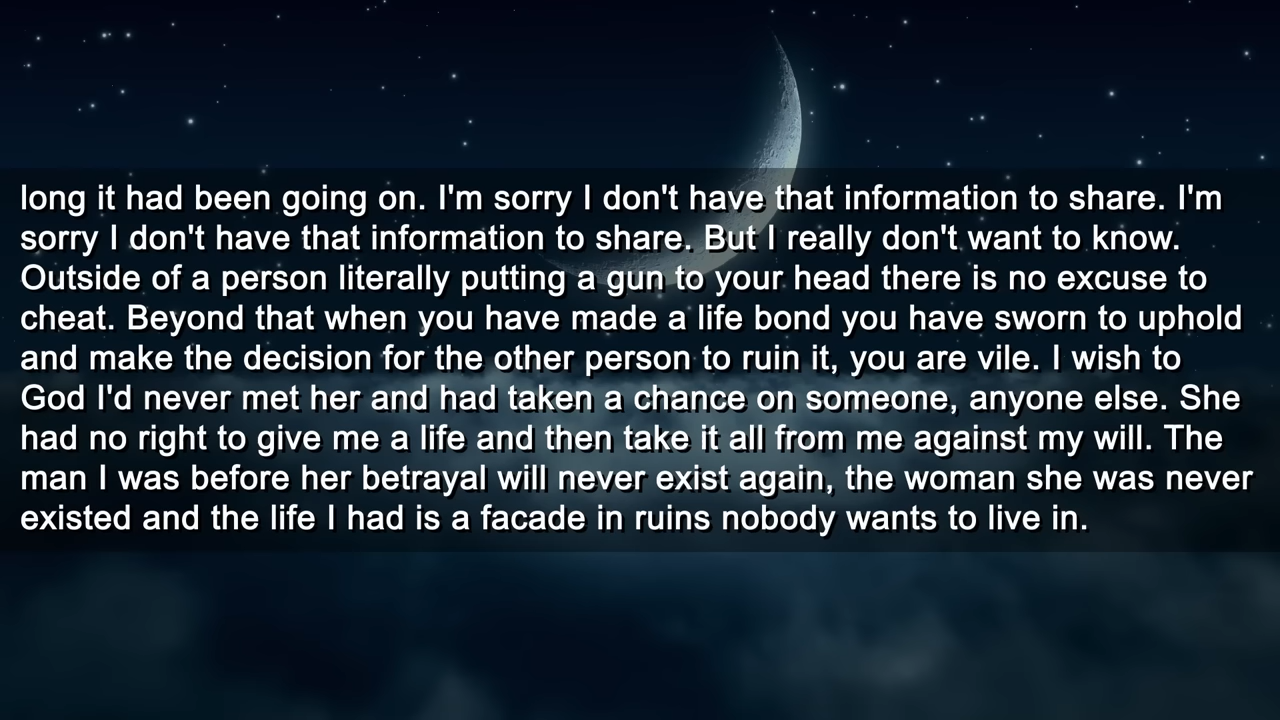 long it had been going on. I'm sorry I don't have that information to share. I'm
sorry I don't have that information to share. But I really don't want to know.
Outside of a person literally putting a gun to your head there is no excuse to
cheat. Beyond that when you have made a life bond you have sworn to uphold
and make the decision for the other person to ruin it, you are vile. I wish to
God I'd never met her and had taken a chance on someone, anyone else. She
had no right to give me a life and then take it all from me against my will. The
man I was before her betrayal will never exist again, the woman she was never
existed and the life I had is a facade in ruins nobody wants to live in.